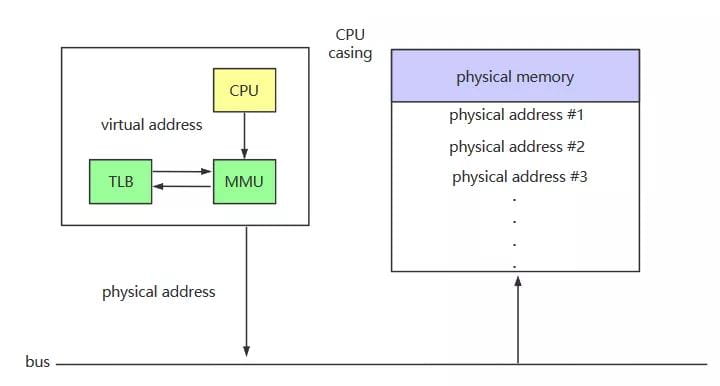 CPU
casing
CPU
virtual address
TLB
MMU
physical address
bus
physical memory
physical address #1
physical address #2
physical address #3